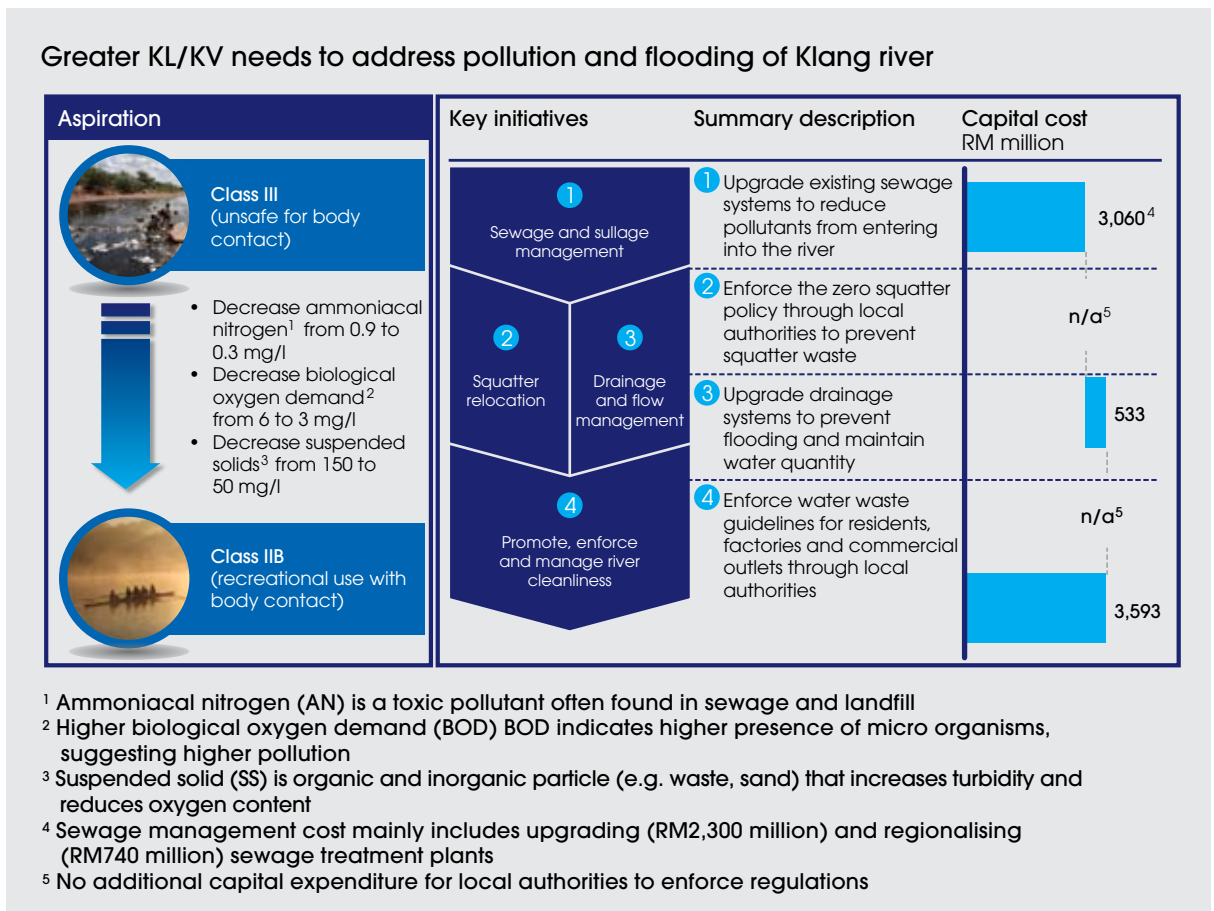 Greater KL/KV needs to address pollution and flooding of Klang river
Aspiration
Class III
(unsafe for body
contact)
• Decrease ammoniacal
nitrogen¹ from 0.9 to
0.3 mg/l
• Decrease biological
oxygen demand²
from 6 to 3 mg/l
• Decrease suspended
solids³ from 150 to
50 mg/l
Class IIB
(recreational use with
body contact)
Key initiatives
1
Sewage and sullage
management
2
Squatter
relocation
3
Drainage
and flow
management
4
Promote, enforce
and manage river
cleanliness
Summary description
1 Upgrade existing sewage
systems to reduce
pollutants from entering
into the river
2 Enforce the zero squatter
policy through local
authorities to prevent
squatter waste
3 Upgrade drainage
systems to prevent
flooding and maintain
water quantity
4 Enforce water waste
guidelines for residents,
factories and commercial
outlets through local
authorities
Capital cost
RM million
3,060⁴
n/a⁵
533
n/a⁵
3,593
¹ Ammoniacal nitrogen (AN) is a toxic pollutant often found in sewage and landfill
² Higher biological oxygen demand (BOD) BOD indicates higher presence of micro organisms,
suggesting higher pollution
³ Suspended solid (SS) is organic and inorganic particle (e.g. waste, sand) that increases turbidity and
reduces oxygen content
⁴ Sewage management cost mainly includes upgrading (RM2,300 million) and regionalising
(RM740 million) sewage treatment plants
⁵ No additional capital expenditure for local authorities to enforce regulations